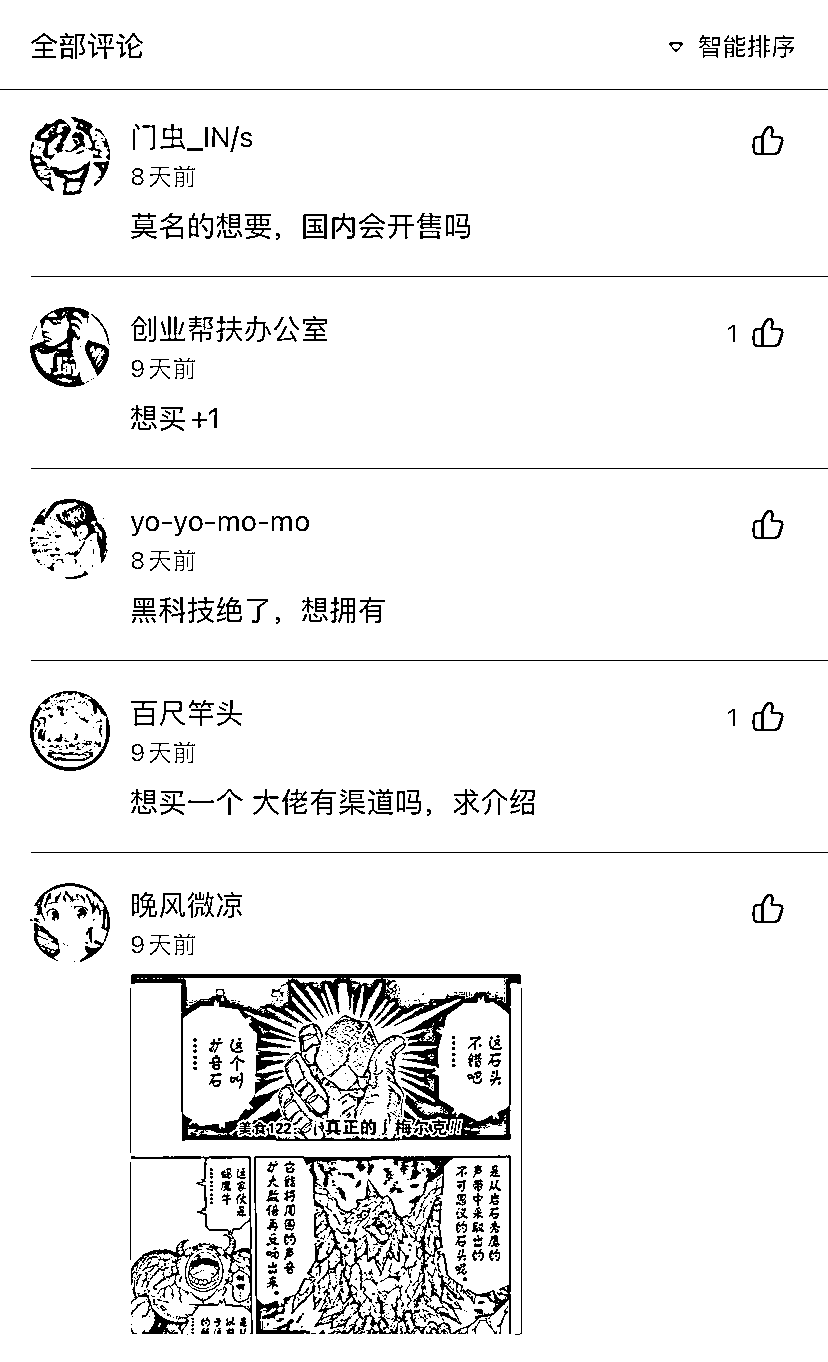 全部评论
智能排序
门虫_IN/s
8天前
莫名的想要，国内会开售吗
创业帮扶办公室
1
9天前
想买+1
yo-yo-mo-mo
8天前
黑科技绝了，想拥有
百尺竿头
1
9天前
想买一个 大佬有渠道吗，求介绍
晚风微凉
9天前
这石头
不错吧
……
这个叫
扩音石
……
美食122：
真正的
梅尔克!!
是从岩石秃鹰的
声带中采取出的
不可思议的石头呢。
它能将周围的声音
扩大数倍再反响出来。